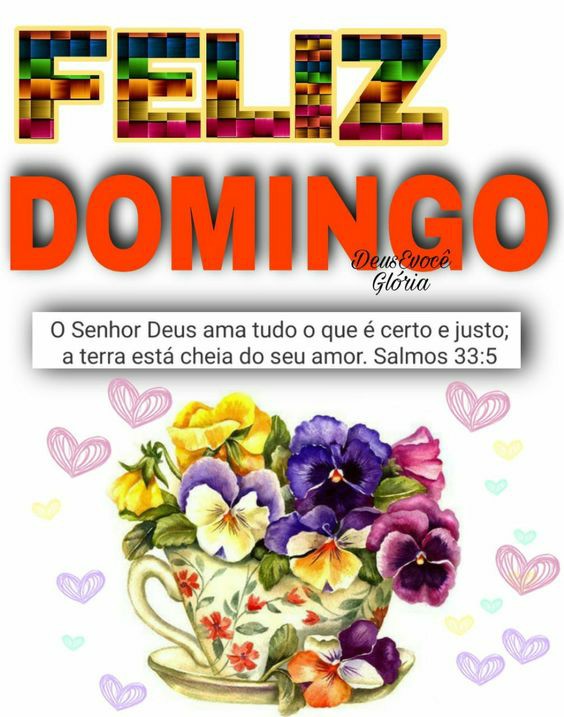 FELIZ
DOMINGO
DeusEvocê
Glória
O Senhor Deus ama tudo o que é certo e justo;
a terra está cheia do seu amor. Salmos 33:5